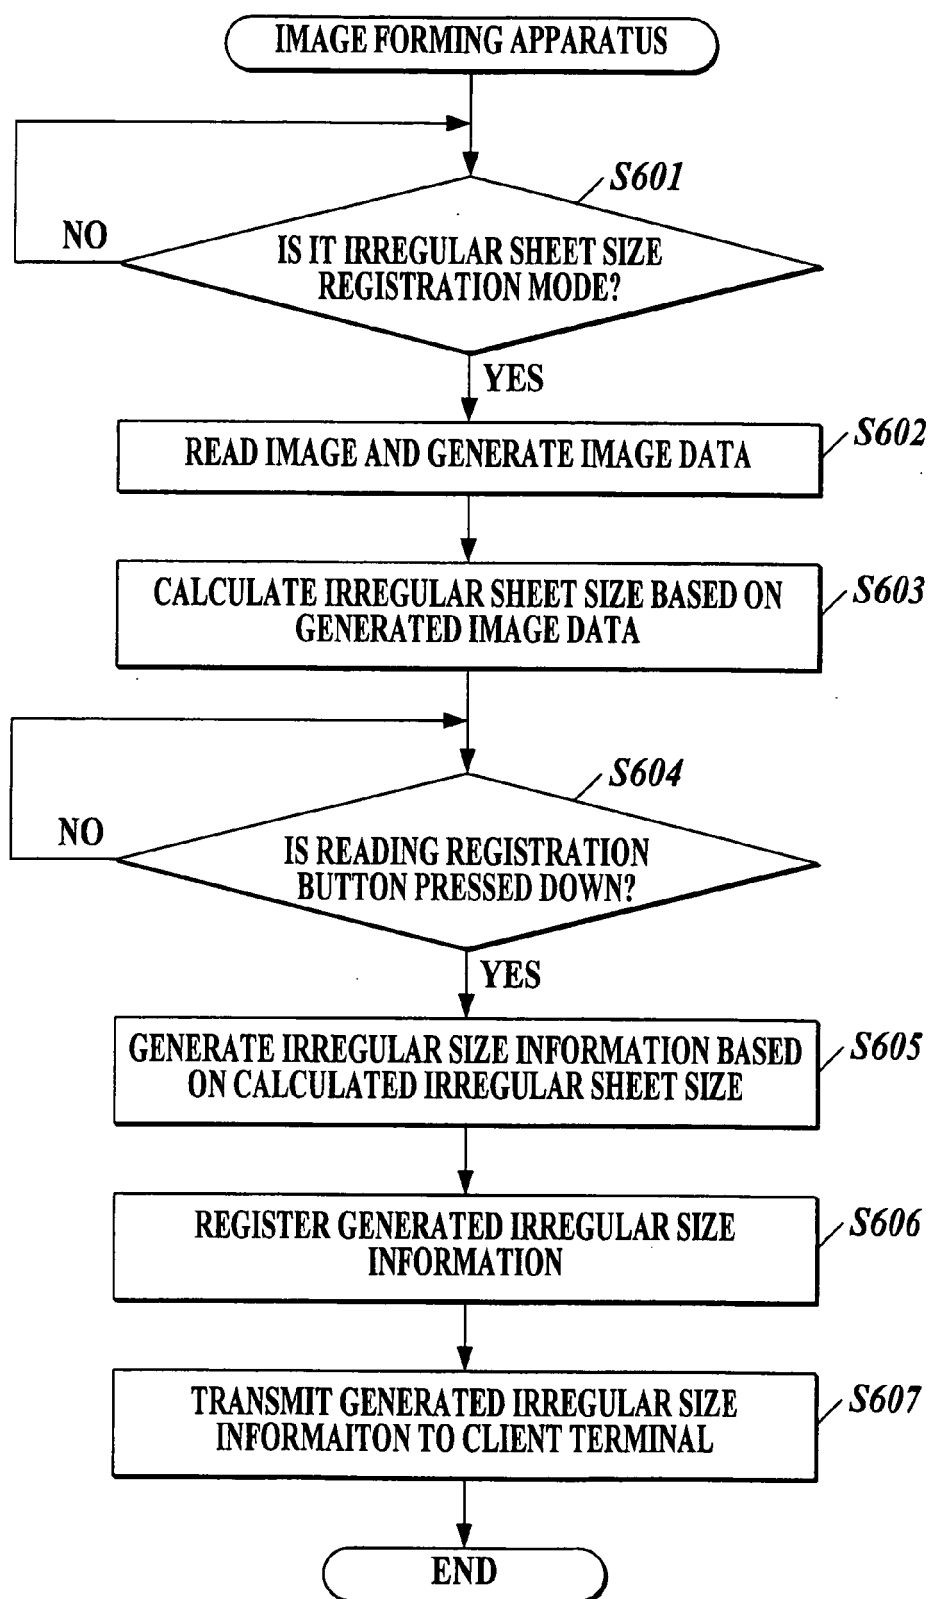 IMAGE FORMING APPARATUS
S601
NO
IS IT IRREGULAR SHEET SIZE
REGISTRATION MODE?
YES
S602
READ IMAGE AND GENERATE IMAGE DATA
S603
CALCULATE IRREGULAR SHEET SIZE BASED ON
GENERATED IMAGE DATA
S604
NO
IS READING REGISTRATION
BUTTON PRESSED DOWN?
YES
GENERATE IRREGULAR SIZE INFORMATION BASED
ON CALCULATED IRREGULAR SHEET SIZE
S605
REGISTER GENERATED IRREGULAR SIZE
INFORMATION
S606
TRANSMIT GENERATED IRREGULAR SIZE
INFORMAITON TO CLIENT TERMINAL
S607
END